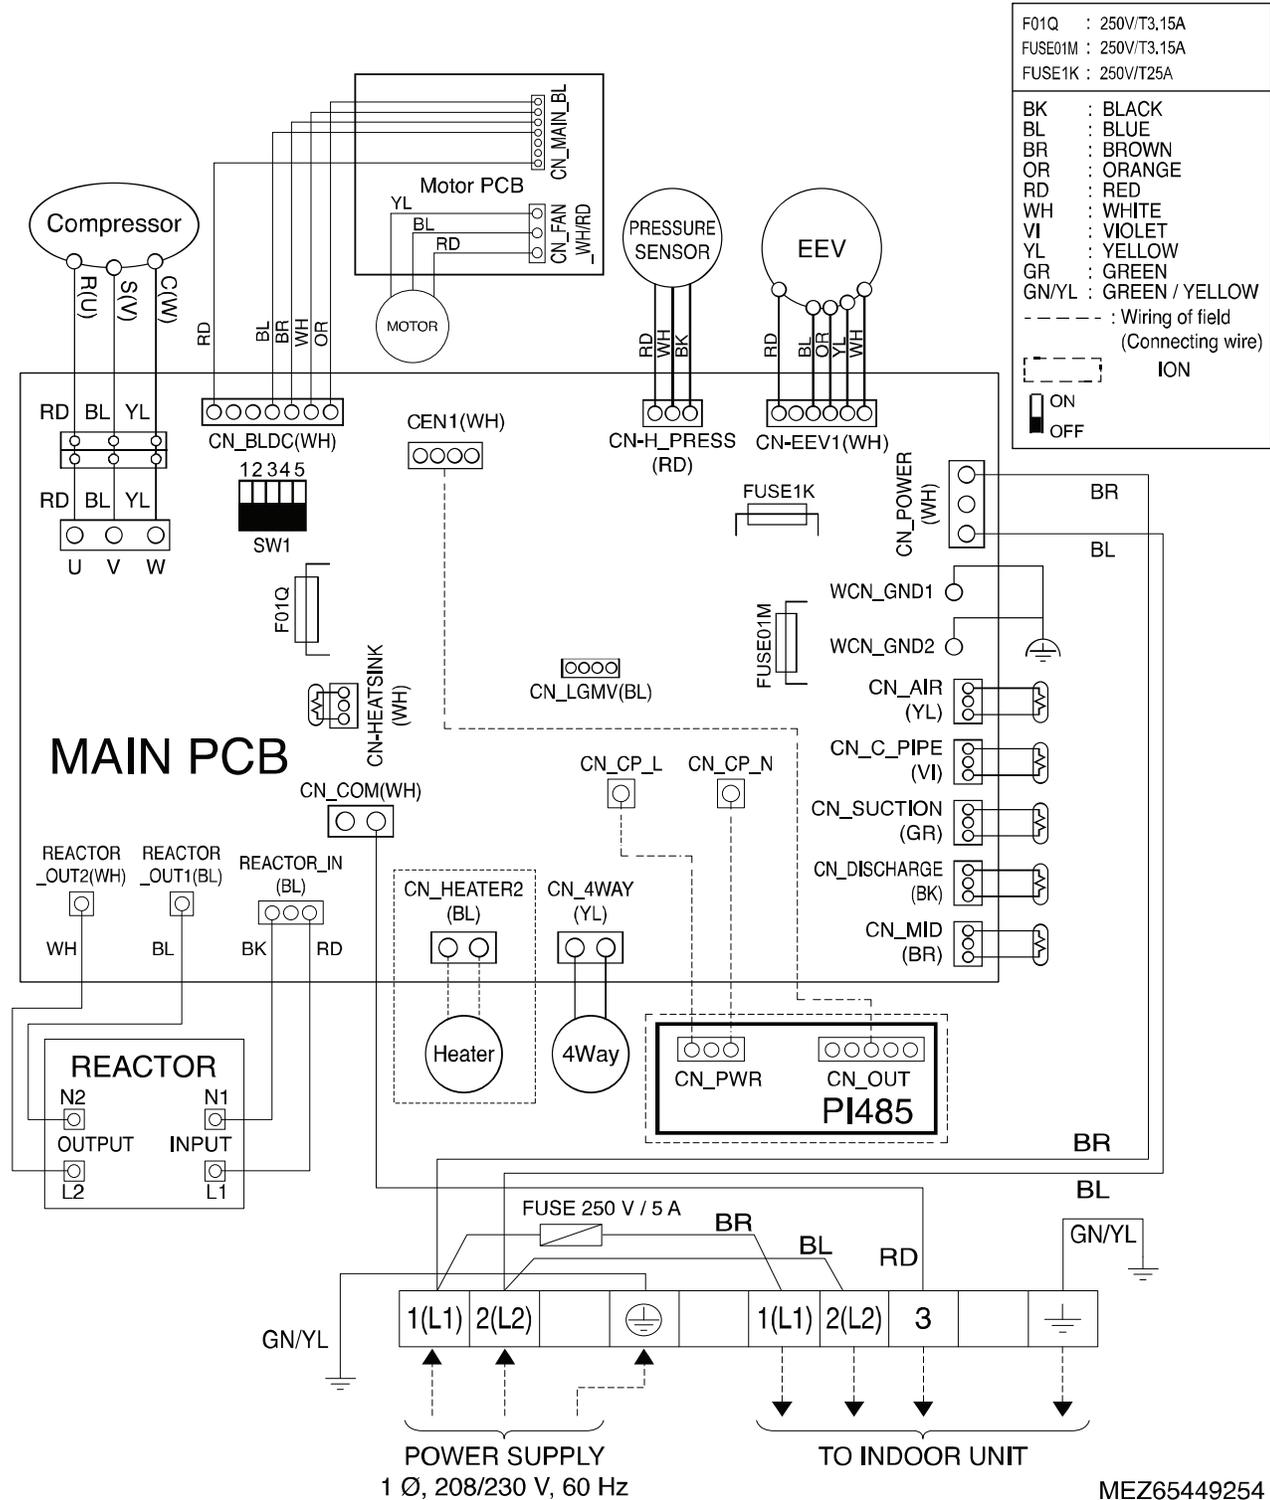 F01Q : 250V/T3.15A
FUSE01M : 250V/T3.15A
FUSE1K : 250V/T25A
BK : BLACK
BL : BLUE
BR : BROWN
OR : ORANGE
RD : RED
WH : WHITE
VI : VIOLET
YL : YELLOW
GR : GREEN
GN/YL : GREEN / YELLOW
: Wiring of field
(Connecting wire)
ION
ON
OFF
CN_MAIN_BL
Motor PCB
YL
BL
RD
CN_FAN
_WH/RD
MOTOR
Compressor
R(U)
S(V)
C(W)
RD
BL
BR
WH
OR
PRESSURE
SENSOR
RD
WH
BK
EEV
RD
BL
OR
YL
WH
RD BL YL
RD BL YL
U V W
CN_BLDC(WH)
1 2 3 4 5
SW1
CEN1(WH)
CN-H_PRESS
(RD)
CN-EEV1(WH)
FUSE1K
CN_POWER
(WH)
BR
BL
F01Q
FUSE01M
WCN_GND1
WCN_GND2
CN-HEATSINK
(WH)
CN_LGMV(BL)
CN_AIR
(YL)
CN_C_PIPE
(VI)
CN_SUCTION
(GR)
CN_DISCHARGE
(BK)
CN_MID
(BR)
MAIN PCB
CN_CP_L
CN_CP_N
CN_COM(WH)
REACTOR
_OUT2(WH)
REACTOR
_OUT1(BL)
REACTOR_IN
(BL)
WH
BL
BK
RD
CN_HEATER2
(BL)
CN_4WAY
(YL)
Heater
4Way
CN_PWR
CN_OUT
PI485
REACTOR
N2 N1
OUTPUT INPUT
L2 L1
BR
BL
FUSE 250 V / 5 A
BR
BL
RD
GN/YL
GN/YL
1(L1) 2(L2) 1(L1) 2(L2) 3
POWER SUPPLY
1 Ø, 208/230 V, 60 Hz
TO INDOOR UNIT
MEZ65449254